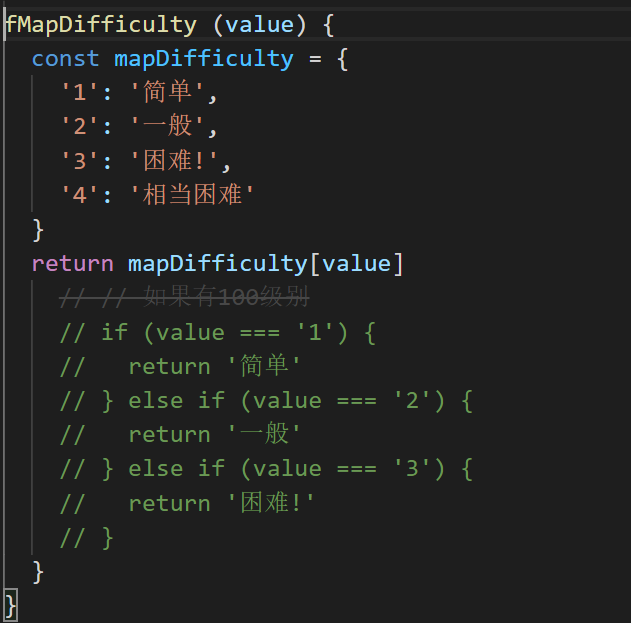 fMapDifficulty (value) {
const mapDifficulty = {
'1': '简单',
'2': '一般',
'3': '困难!',
'4': '相当困难'
}
return mapDifficulty[value]
// // 如果有100级别
// if (value === '1') {
//   return '简单'
// } else if (value === '2') {
//   return '一般'
// } else if (value === '3') {
//   return '困难!'
// }
}
}